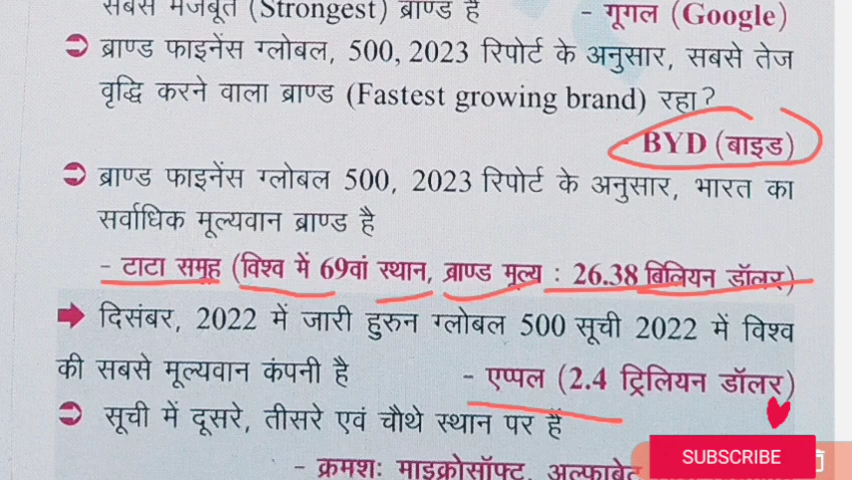 सबसे मजबूत (Strongest) ब्राण्ड है - गूगल (Google)
ब्राण्ड फाइनेंस ग्लोबल, 500, 2023 रिपोर्ट के अनुसार, सबसे तेज
वृद्धि करने वाला ब्राण्ड (Fastest growing brand) रहा?
- BYD (बाइड)
ब्राण्ड फाइनेंस ग्लोबल 500, 2023 रिपोर्ट के अनुसार, भारत का
सर्वाधिक मूल्यवान ब्राण्ड है
- टाटा समूह (विश्व में 69वां स्थान, ब्राण्ड मूल्य : 26.38 बिलियन डॉलर)
दिसंबर, 2022 में जारी हुरुन ग्लोबल 500 सूची 2022 में विश्व
की सबसे मूल्यवान कंपनी है - एप्पल (2.4 ट्रिलियन डॉलर)
सूची में दूसरे, तीसरे एवं चौथे स्थान पर हैं
- क्रमशः माइक्रोसॉफ्ट, अल्फाबेट
SUBSCRIBE